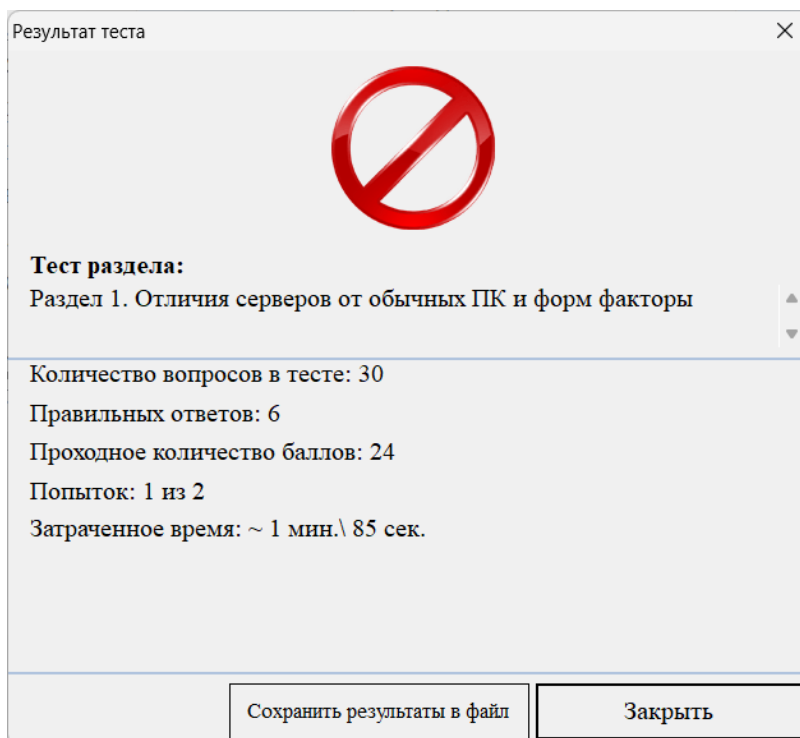 Результат теста
Тест раздела:
Раздел 1. Отличия серверов от обычных ПК и форм факторы
Количество вопросов в тесте: 30
Правильных ответов: 6
Проходное количество баллов: 24
Попыток: 1 из 2
Затраченное время: ~ 1 мин.\ 85 сек.
Сохранить результаты в файл
Закрыть